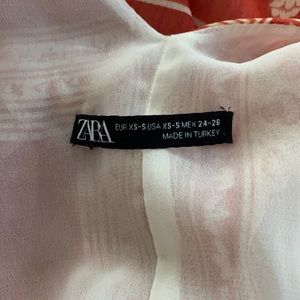 ZARA
EUR XS-S USA XS-S MEX 24-26
MADE IN TURKEY